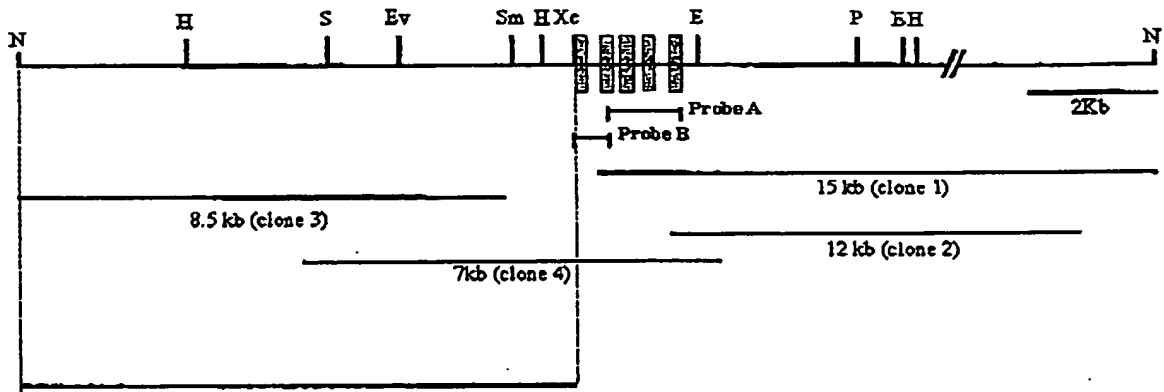 N H S Ev Sm H Xc E P E H N
2Kb
Probe A
Probe B
15 kb (clone 1)
8.5 kb (clone 3)
12 kb (clone 2)
7kb (clone 4)